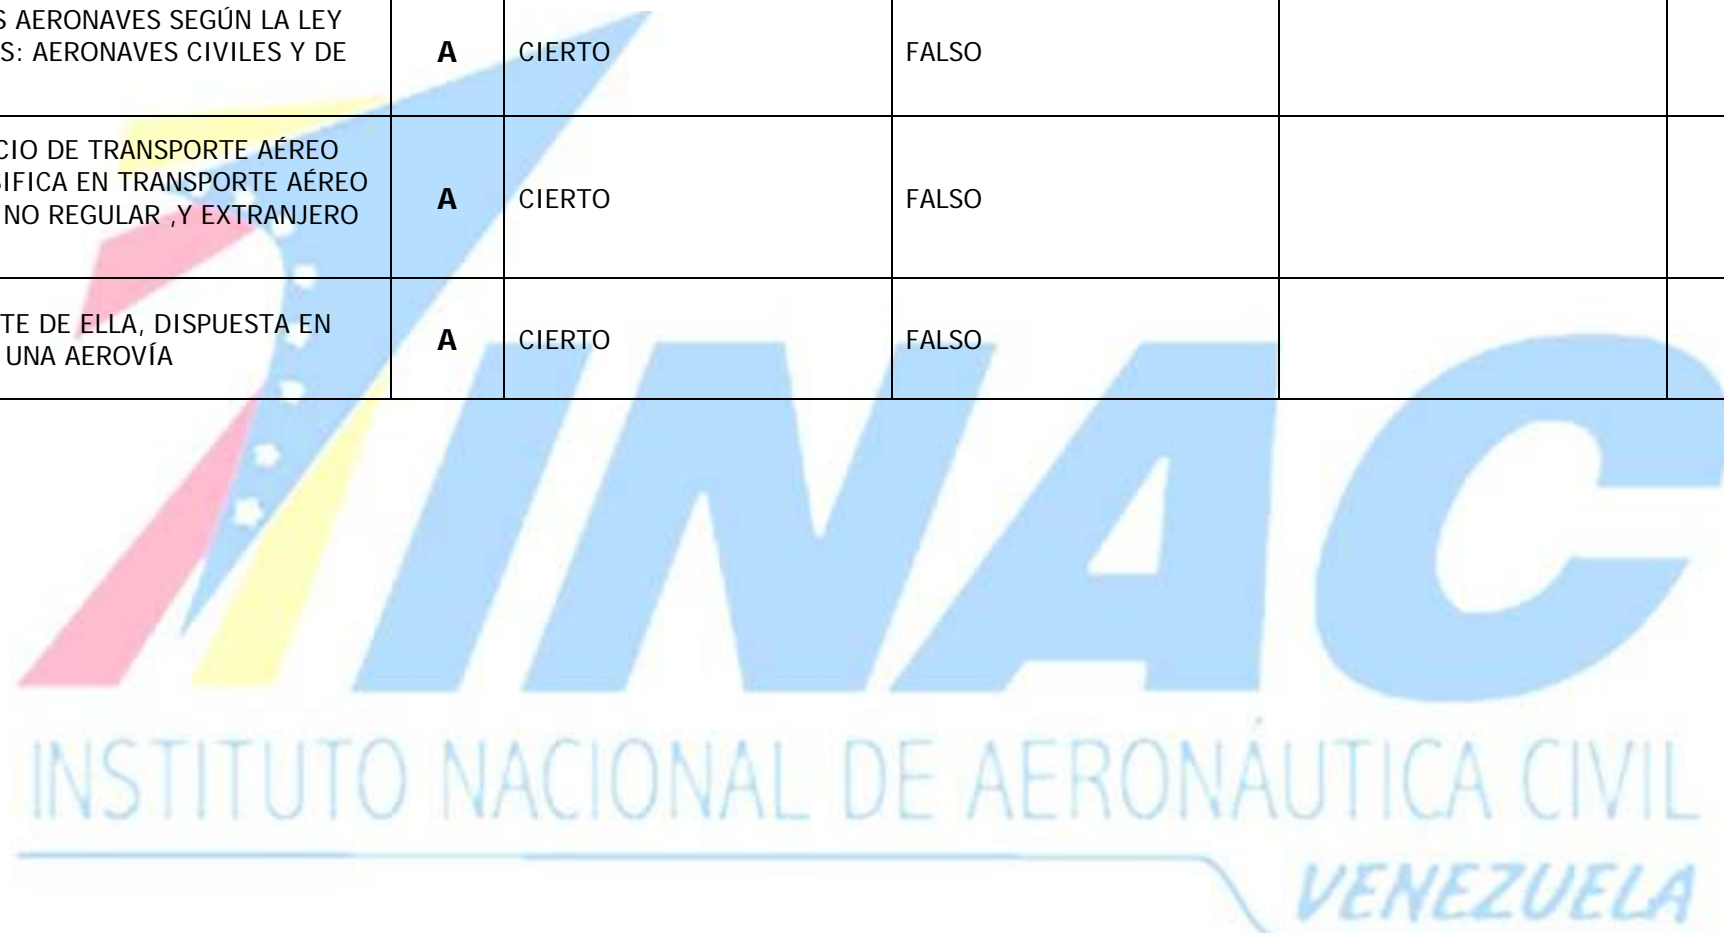 S AERONAVES SEGÚN LA LEY
S: AERONAVES CIVILES Y DE
A
CIERTO
FALSO
CIO DE TRANSPORTE AÉREO
SIFICA EN TRANSPORTE AÉREO
NO REGULAR ,Y EXTRANJERO
A
CIERTO
FALSO
TE DE ELLA, DISPUESTA EN
UNA AEROVÍA
A
CIERTO
FALSO
INAC
INSTITUTO NACIONAL DE AERONÁUTICA CIVIL
VENEZUELA